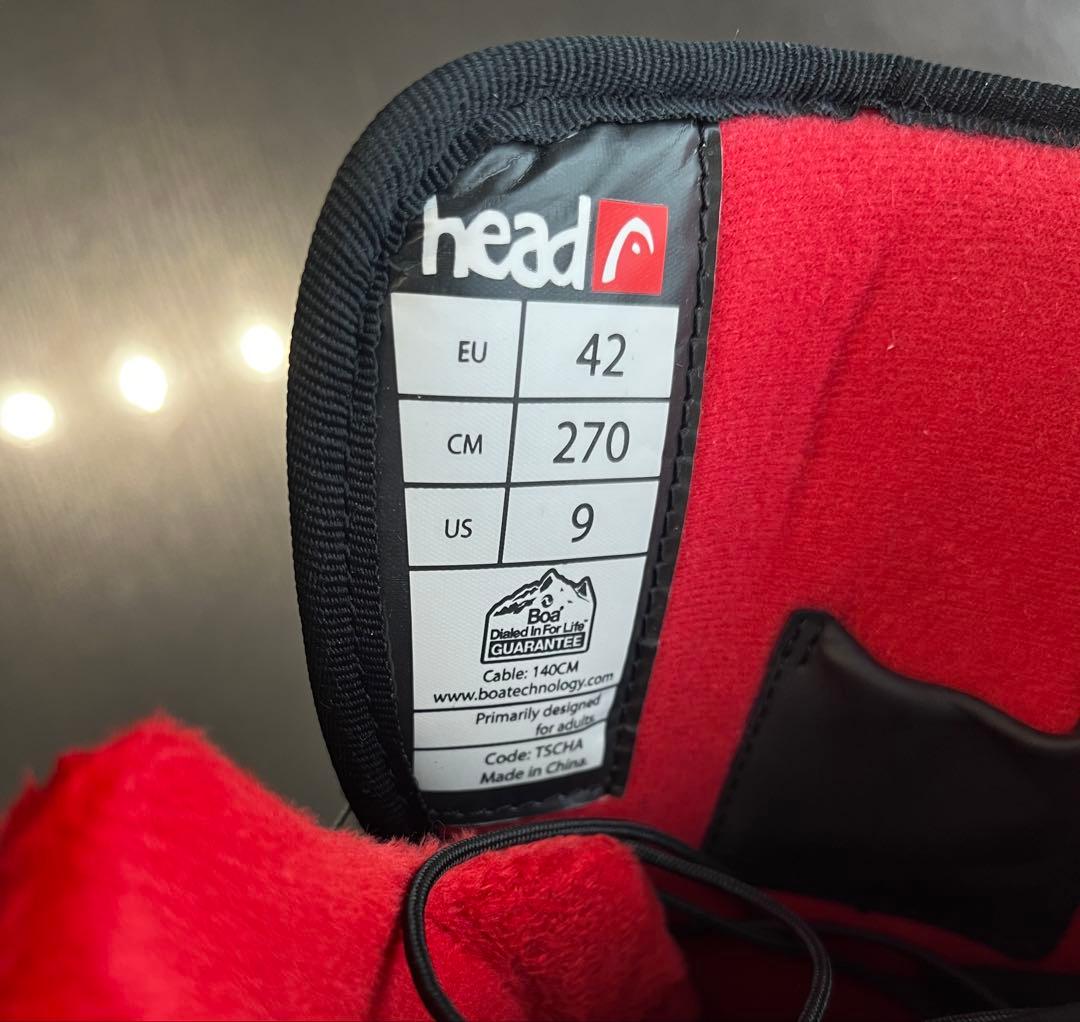 head
EU 42
CM 270
US 9
Boa
Dialed In For Life™
GUARANTEE
Cable: 140CM
www.boatechnology.com
Primarily designed
for adults.
Code: TSCHA
Made in China.